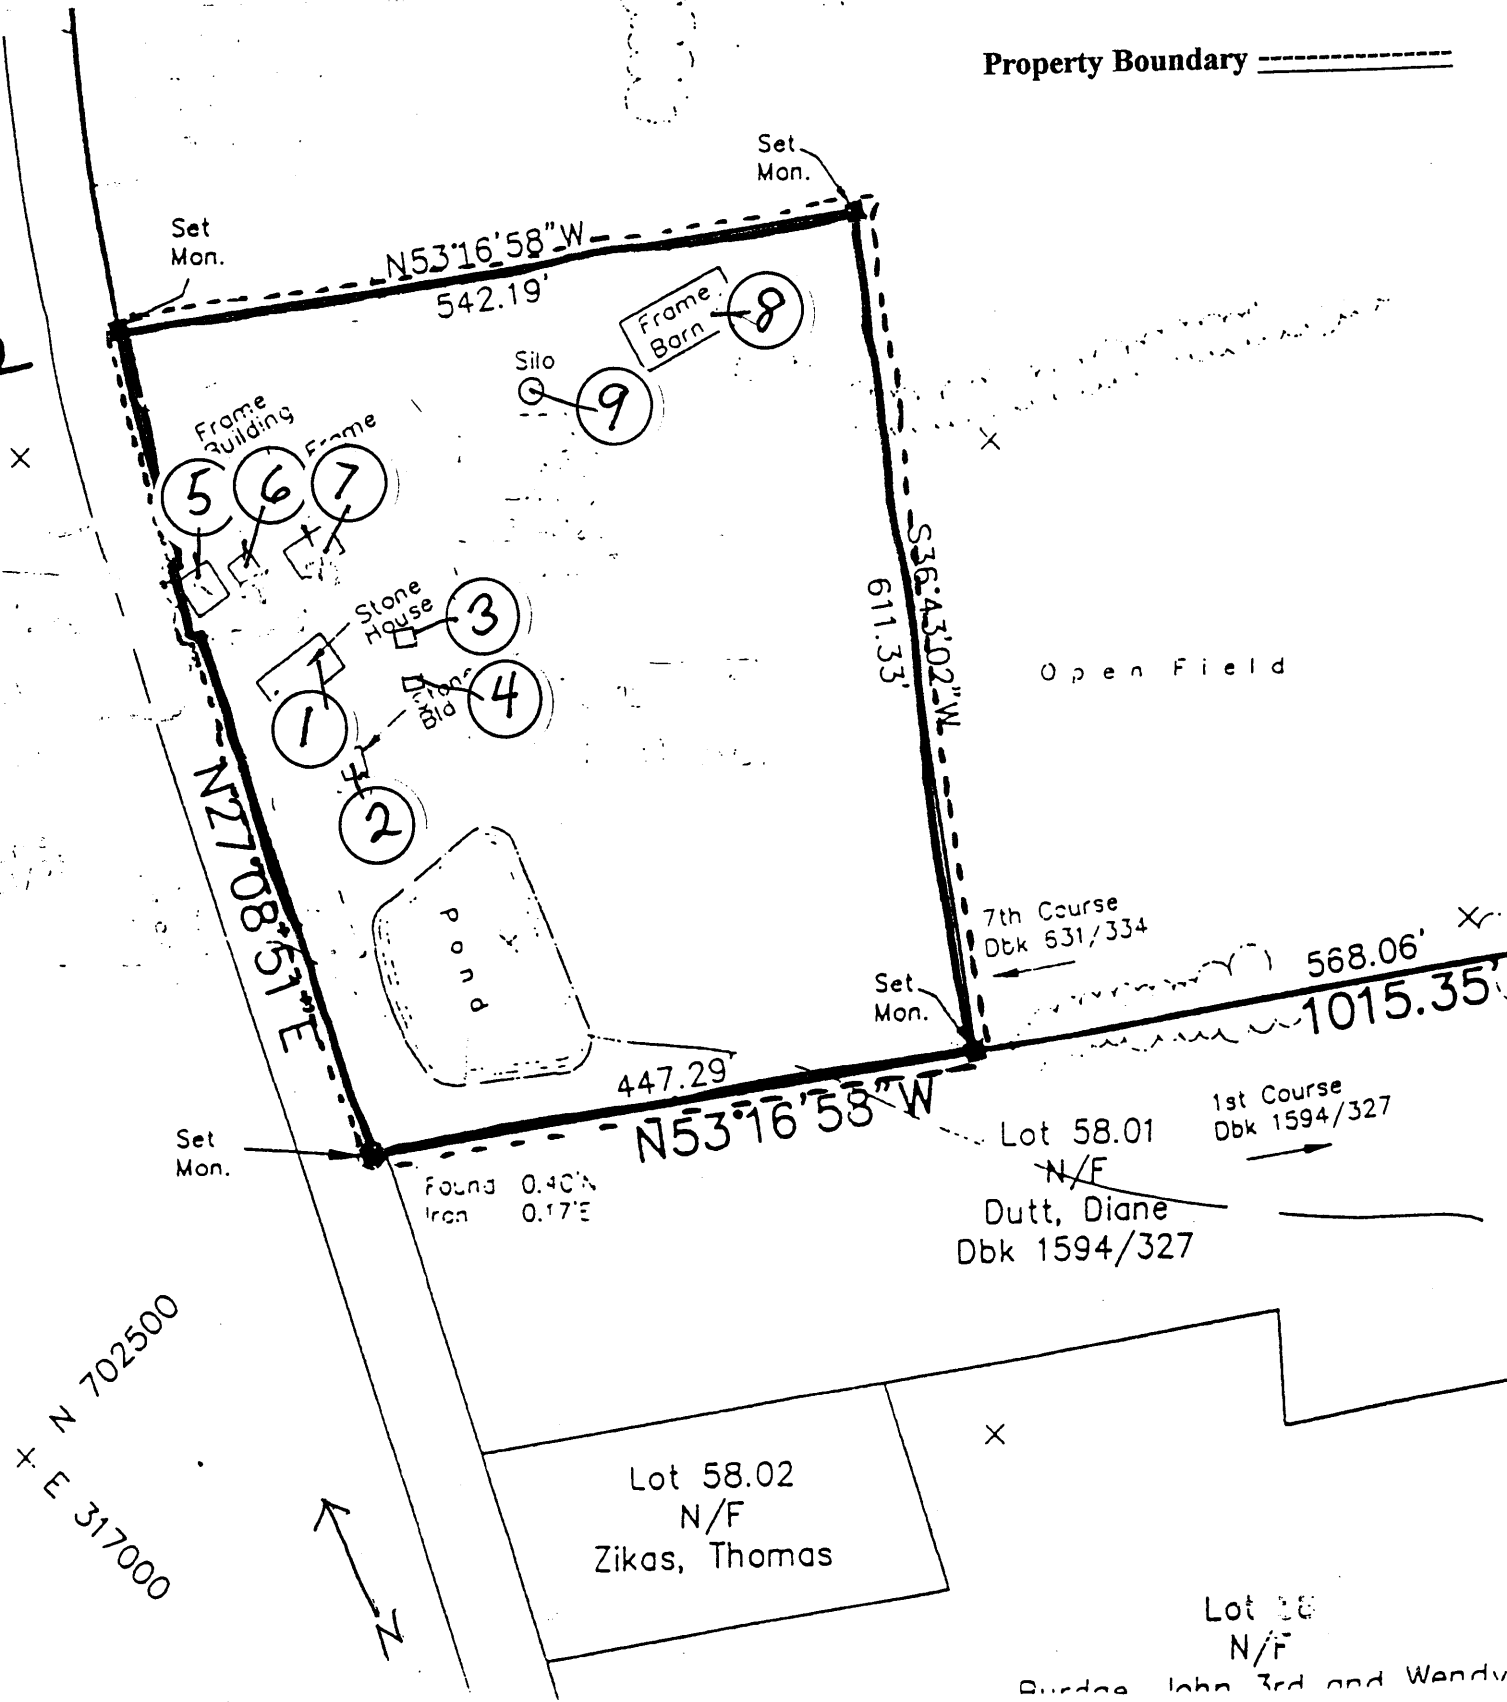 Property Boundary
Set
Mon.
Set
Mon.
N53°16'58"W
542.19'
Frame
Barn
8
Silo
9
Frame
Building
Frame
5
6
7
Stone
House
3
4
1
2
S36°43'02"W
611.33'
Open Field
N27°08'51"E
Pond
7th Course
Dbk 631/334
Set
Mon.
568.06'
1015.35'
447.29'
N53°16'58"W
Set
Mon.
Found 0.40'N
Iron 0.17'E
1st Course
Dbk 1594/327
Lot 58.01
N/F
Dutt, Diane
Dbk 1594/327
N 702500
E 317000
N
Lot 58.02
N/F
Zikas, Thomas
Lot
N/F
John 3rd and Wendy